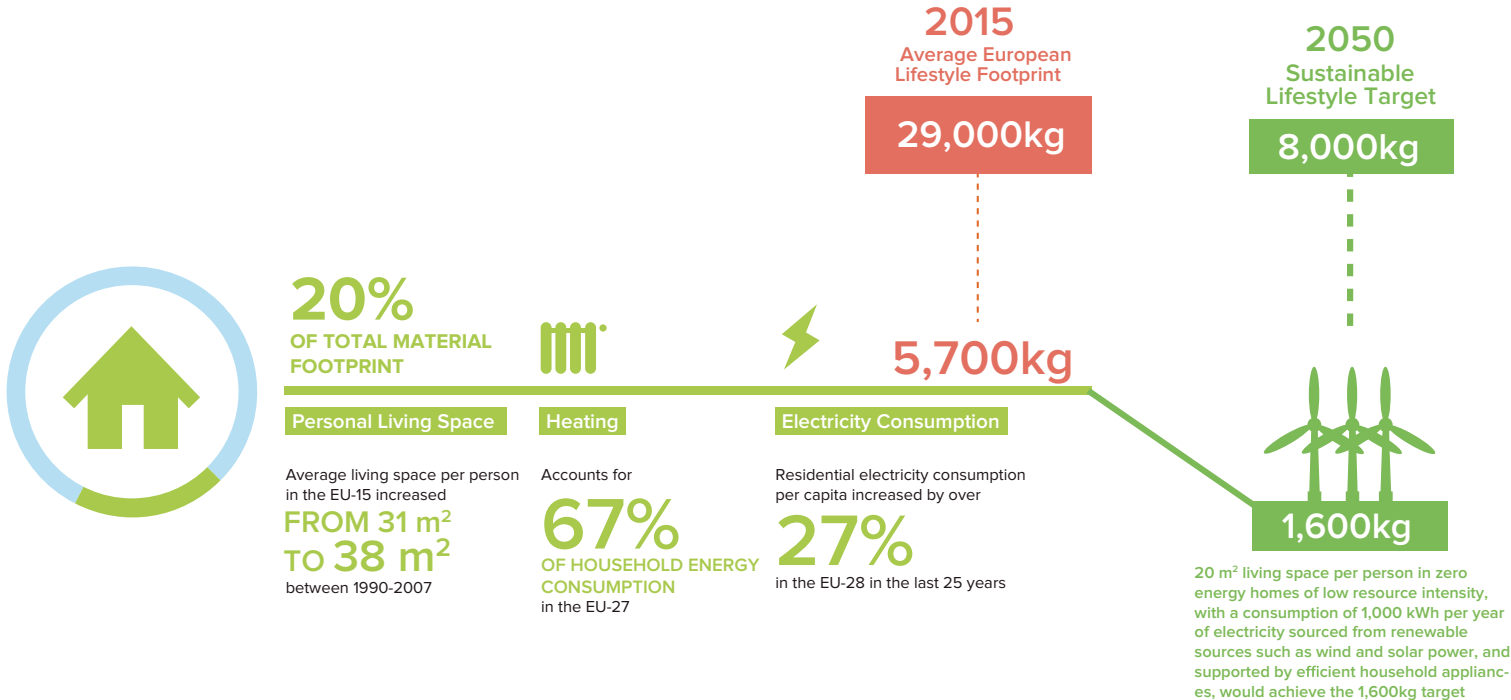 2015
Average European
Lifestyle Footprint
29,000kg
2050
Sustainable
Lifestyle Target
8,000kg
20%
OF TOTAL MATERIAL
FOOTPRINT
5,700kg
Personal Living Space
Average living space per person
in the EU-15 increased
FROM 31 m²
TO 38 m²
between 1990-2007
Heating
Accounts for
67%
OF HOUSEHOLD ENERGY
CONSUMPTION
in the EU-27
Electricity Consumption
Residential electricity consumption
per capita increased by over
27%
in the EU-28 in the last 25 years
1,600kg
20 m² living space per person in zero
energy homes of low resource intensity,
with a consumption of 1,000 kWh per year
of electricity sourced from renewable
sources such as wind and solar power, and
supported by efficient household applianc-
es, would achieve the 1,600kg target